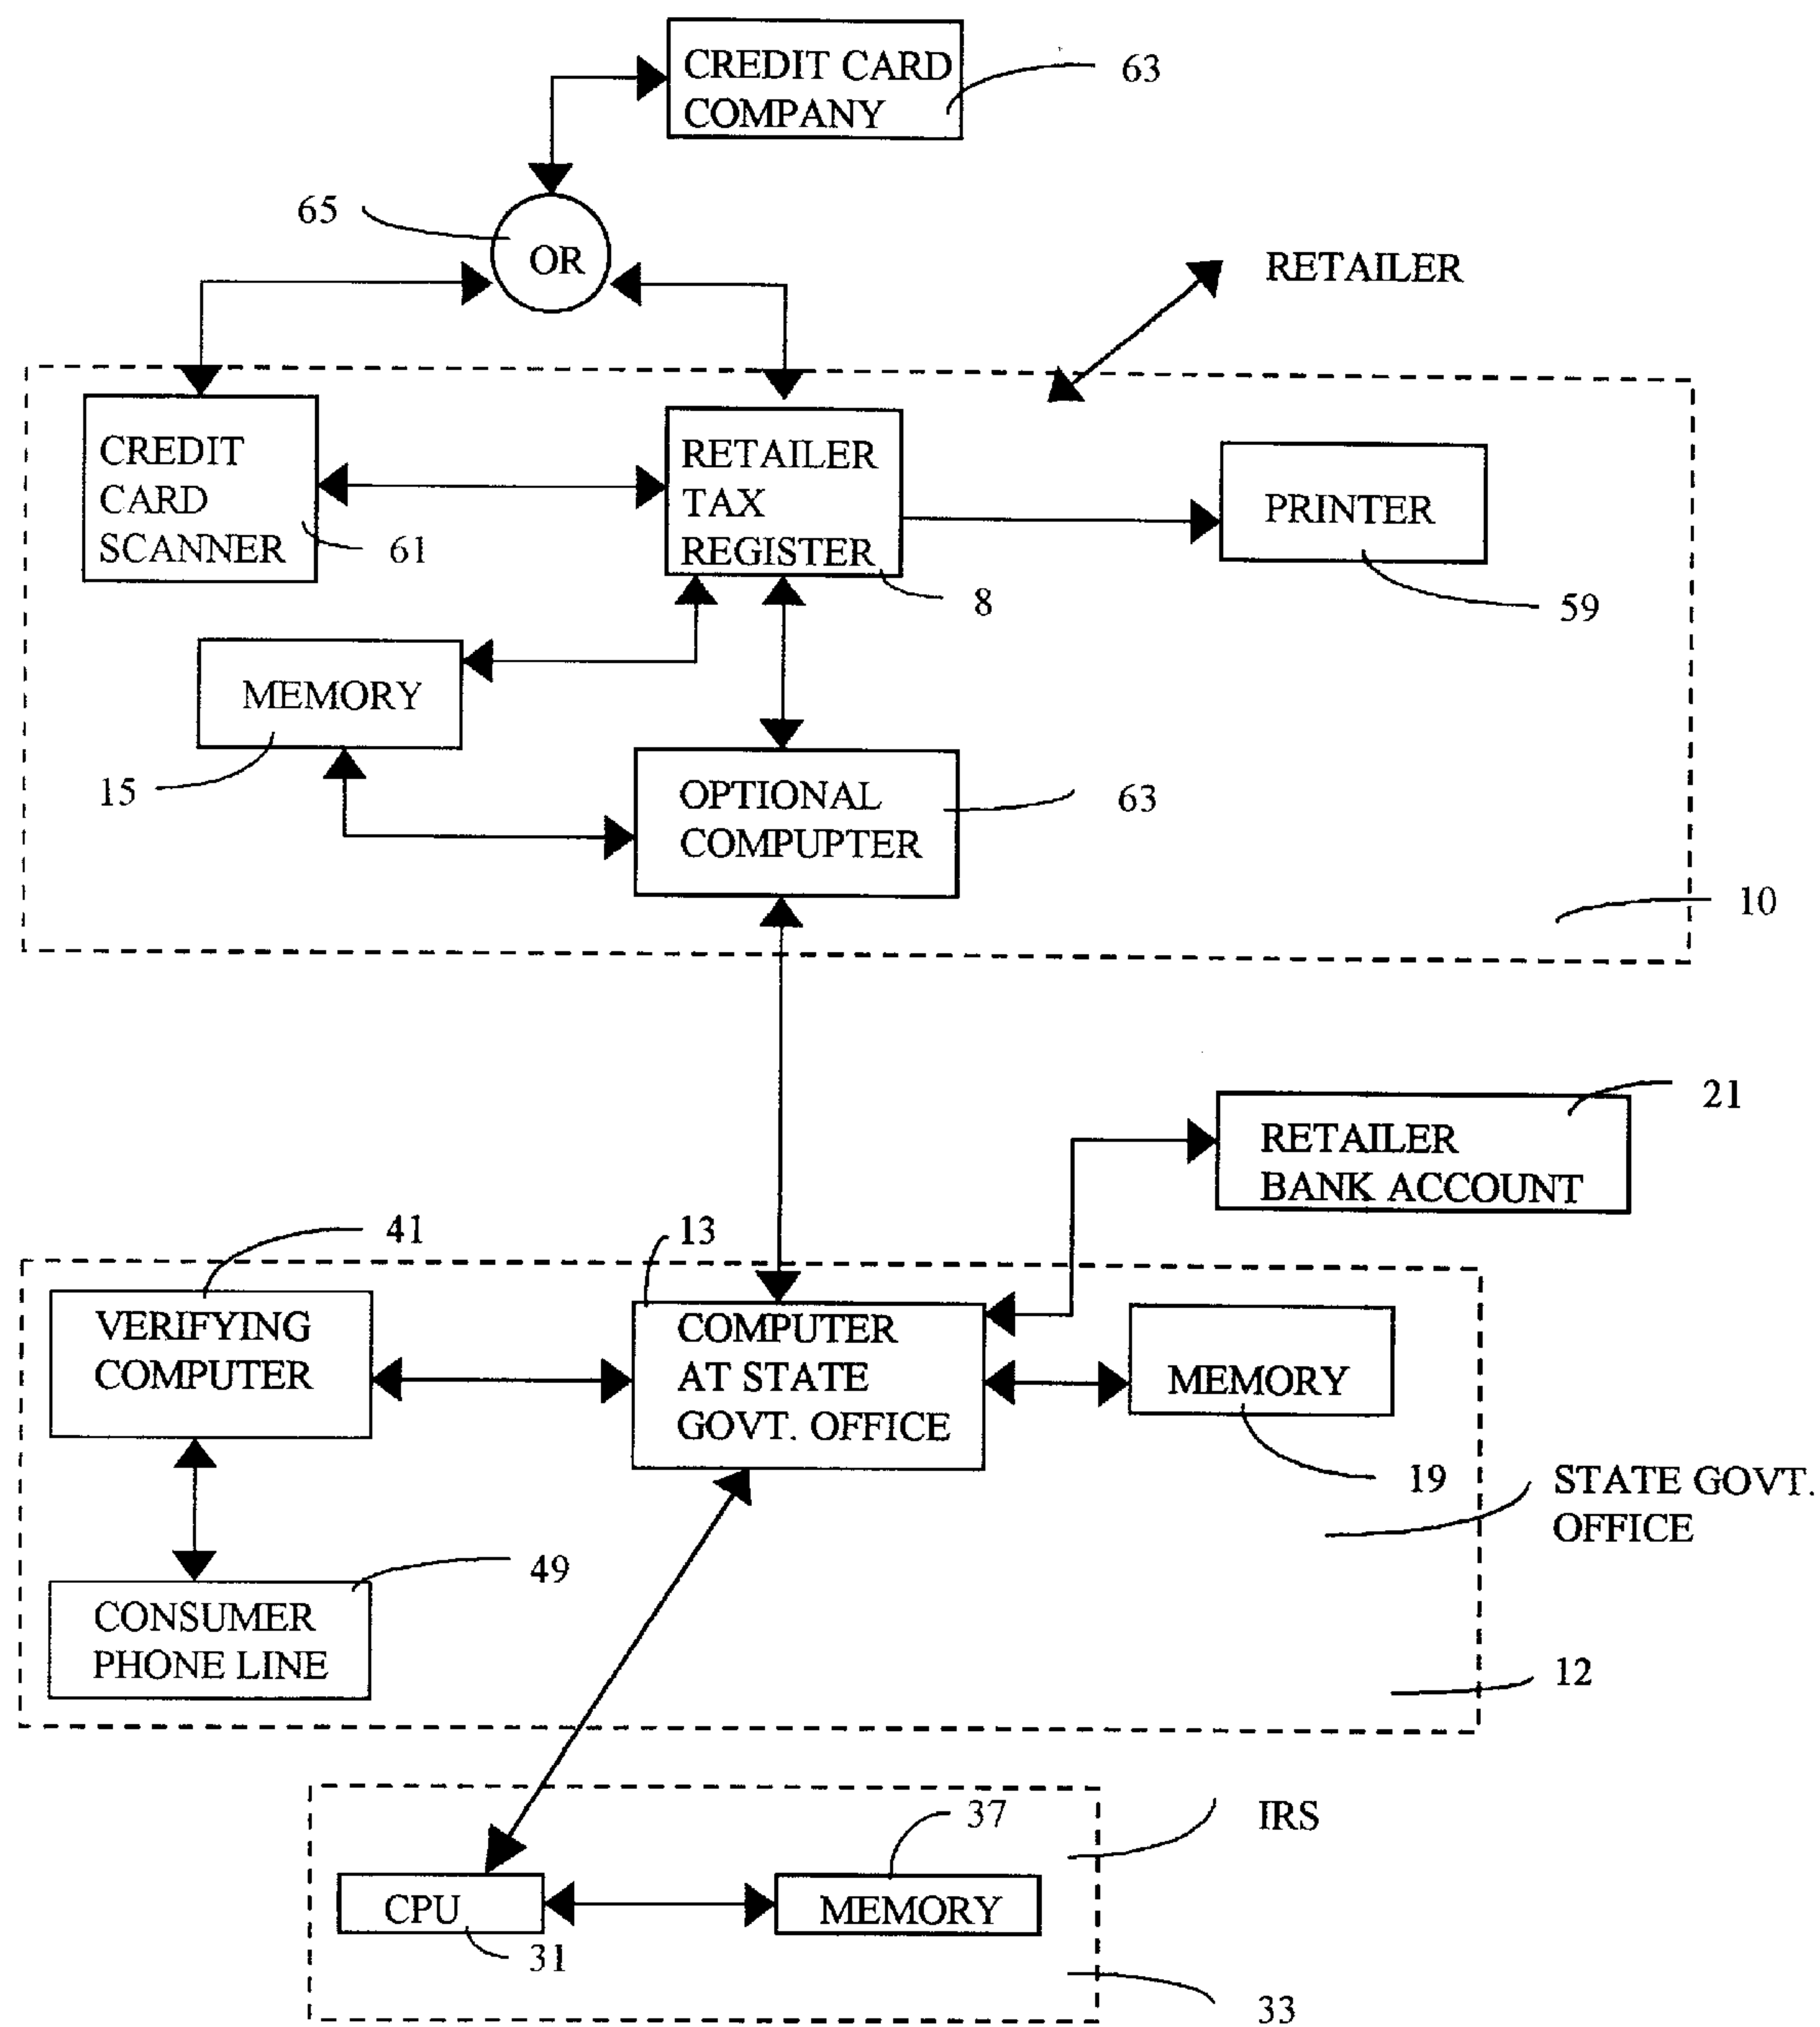 CREDIT CARD
COMPANY
63
65
OR
RETAILER
CREDIT
CARD
SCANNER
61
RETAILER
TAX
REGISTER
8
PRINTER
59
MEMORY
15
OPTIONAL
COMPUPTER
63
10
21
RETAILER
BANK ACCOUNT
41
13
VERIFYING
COMPUTER
COMPUTER
AT STATE
GOVT. OFFICE
MEMORY
19
STATE GOVT.
OFFICE
49
CONSUMER
PHONE LINE
12
37
IRS
CPU
31
MEMORY
33